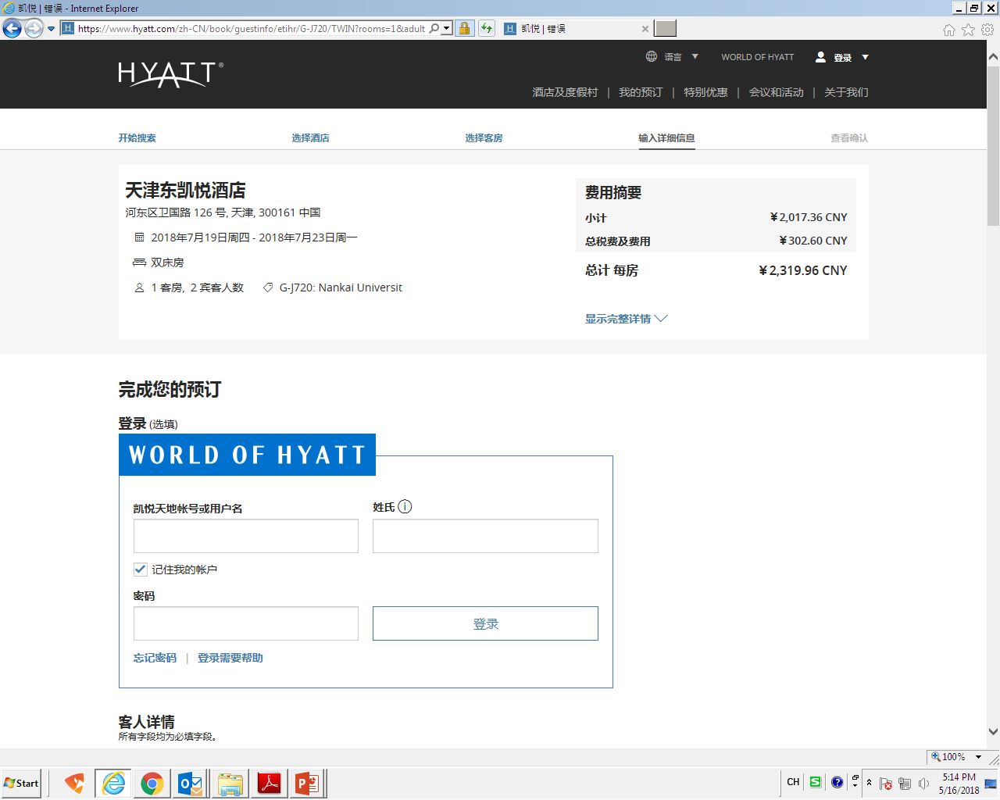 凯悦 | 错误 - Internet Explorer
https://www.hyatt.com/zh-CN/book/guestinfo/etihr/G-J720/TWIN?rooms=1&adult
凯悦 | 错误
HYATT®
语言
WORLD OF HYATT
登录
酒店及度假村 | 我的预订 | 特别优惠 | 会议和活动 | 关于我们
开始搜索
选择酒店
选择客房
输入详细信息
查看确认
天津东凯悦酒店
河东区卫国路 126 号, 天津, 300161 中国
2018年7月19日周四 - 2018年7月23日周一
双床房
1 客房, 2 宾客人数
G-J720: Nankai Universit
费用摘要
小计 ¥2,017.36 CNY
总税费及费用 ¥302.60 CNY
总计 每房 ¥2,319.96 CNY
显示完整详情
完成您的预订
登录 (选填)
WORLD OF HYATT
凯悦天地帐号或用户名
姓氏
记住我的帐户
密码
登录
忘记密码 | 登录需要帮助
客人详情
所有字段均为必填字段。
100%
Start
CH
5:14 PM
5/16/2018